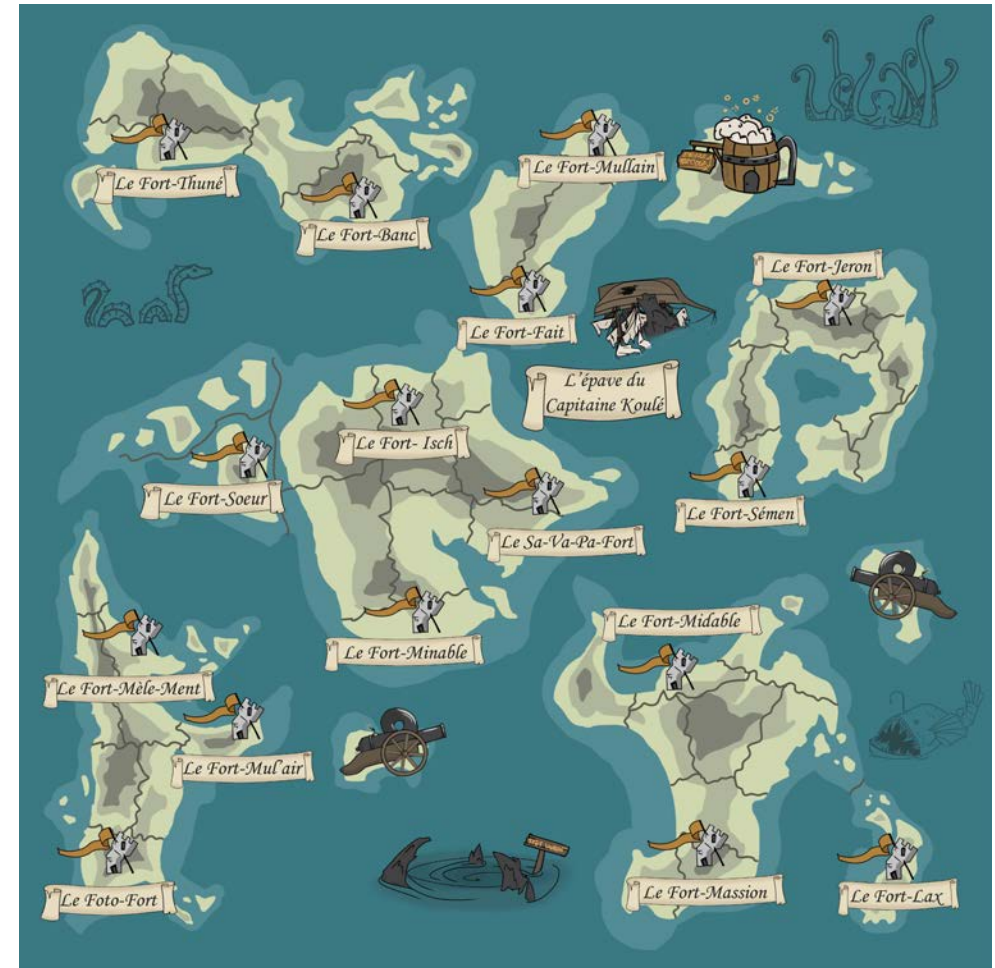 Le Fort-Thuné
Le Fort-Mullain
Le Fort-Banc
Le Fort-Jeron
Le Fort-Fait
L'épave du
Capitaine Koulé
Le Fort- Isch
Le Fort-Soeur
Le Fort-Sémen
Le Sa-Va-Pa-Fort
Le Fort-Midable
Le Fort-Minable
Le Fort-Mèle-Ment
Le Fort-Mul'air
Le Foto-Fort
Le Fort-Massion
Le Fort-Lax